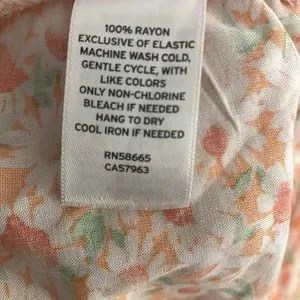 100% RAYON
EXCLUSIVE OF ELASTIC
MACHINE WASH COLD,
GENTLE CYCLE, WITH
LIKE COLORS
ONLY NON-CHLORINE
BLEACH IF NEEDED
HANG TO DRY
COOL IRON IF NEEDED
RN58665
CA57963